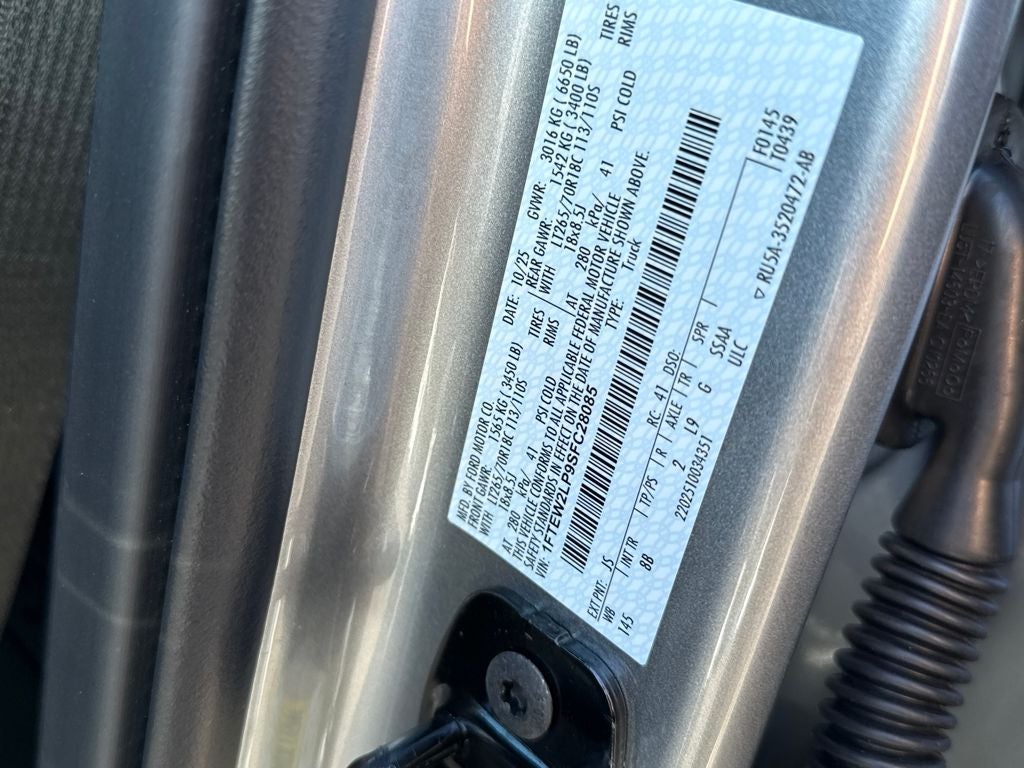 MFD. BY FORD MOTOR CO.
DATE: 10/25 GVWR: 3016 KG ( 6650 LB)
FRONT GAWR: 1565 KG ( 3450 LB) REAR GAWR: 1542 KG ( 3400 LB)
WITH LT265/70R18C 113/110S TIRES WITH LT265/70R18C 113/110S TIRES
18x8.5J RIMS 18x8.5J RIMS
AT 280 kPa/ 41 PSI COLD AT 280 kPa/ 41 PSI COLD
THIS VEHICLE CONFORMS TO ALL APPLICABLE FEDERAL MOTOR VEHICLE
SAFETY STANDARDS IN EFFECT ON THE DATE OF MANUFACTURE SHOWN ABOVE.
VIN: 1FTEW2LP9SFC28085 TYPE: Truck
EXT PNT: JS RC: 41 DSO: F0145
T0439
WB INT TR TP/PS R AXLE TR SPR
145 8B 2 L9 G SSAA
2202510034351 ULC
▽ RUSA-3520472-AB